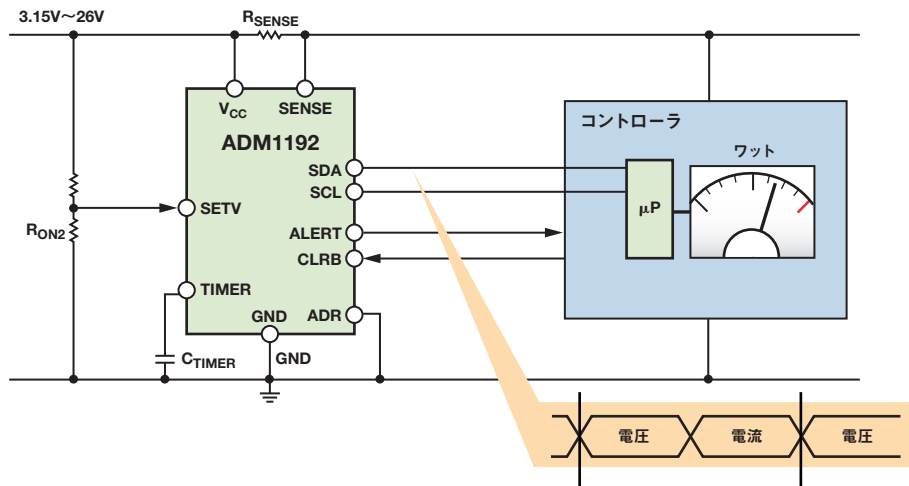 3.15V～26V
RSENSE
VCC
SENSE
ADM1192
SDA
SCL
SETV
ALERT
CLRB
TIMER
GND
ADR
RON2
CTIMER
GND
コントローラ
ワット
μP
電圧
電流
電圧